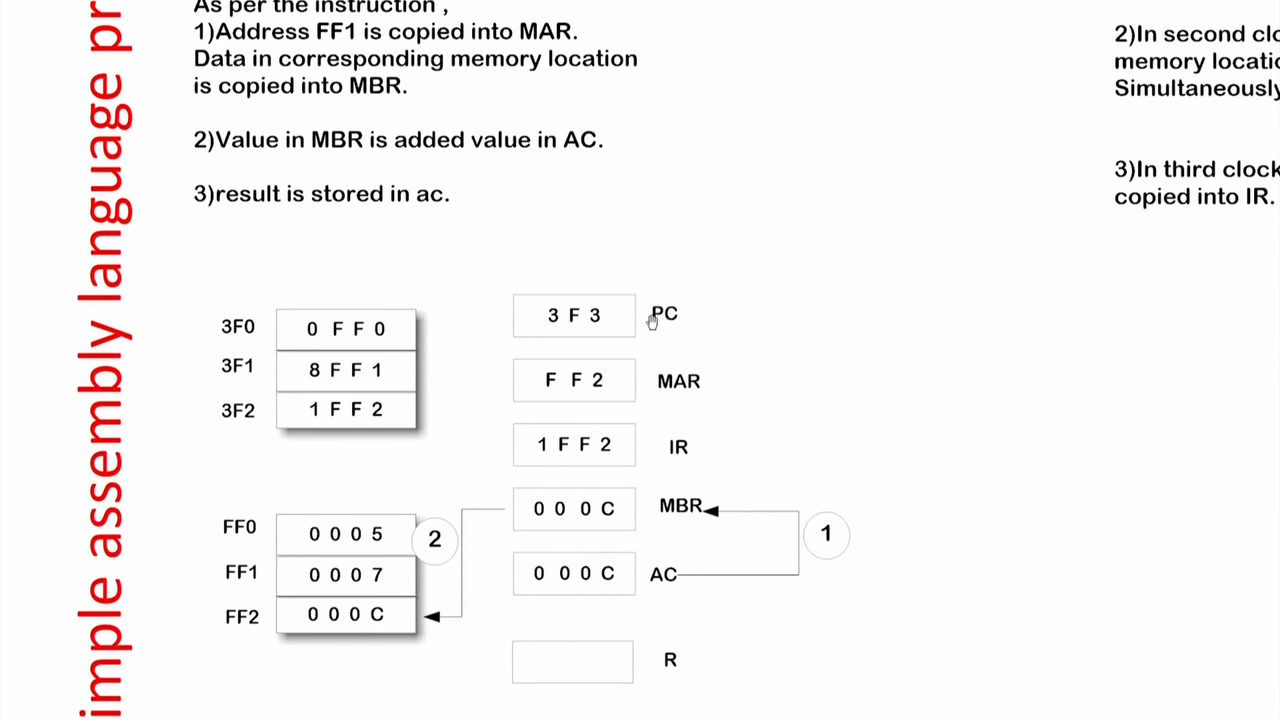 imple assembly language pr
As per the instruction ,
1)Address FF1 is copied into MAR.
Data in corresponding memory location
is copied into MBR.
2)Value in MBR is added value in AC.
3)result is stored in ac.
2)In second clo
memory locatio
Simultaneously
3)In third clock
copied into IR.
3F0 0 F F 0
3F1 8 F F 1
3F2 1 F F 2
FF0 0 0 0 5
FF1 0 0 0 7
FF2 0 0 0 C
2
3 F 3 PC
F F 2 MAR
1 F F 2 IR
0 0 0 C MBR
0 0 0 C AC
R
1